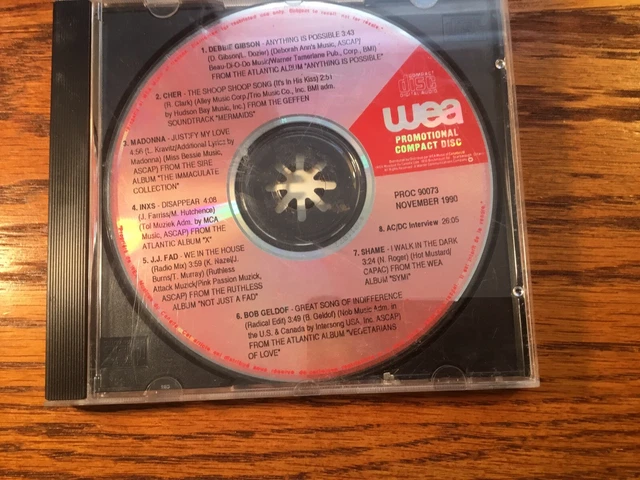 1. DEBBIE GIBSON - ANYTHING IS POSSIBLE 3:43
(D. Gibson/L. Dozier) (Deborah Ann's Music, ASCAP/
Beau-Di-O-Do Music/Warner Tamerlane Pub., Corp., BMI)
FROM THE ATLANTIC ALBUM "ANYTHING IS POSSIBLE"
2. CHER - THE SHOOP SHOOP SONG (It's In His Kiss)
(R. Clark) (Alley Music Corp./Trio Music Co., Inc. BMI adm.
by Hudson Bay Music, Inc.) FROM THE GEFFEN
SOUNDTRACK "MERMAIDS"
3. MADONNA - JUSTIFY MY LOVE
4:56 (L. Kravitz/Additional Lyrics by
Madonna) (Miss Bessie Music,
ASCAP) FROM THE SIRE
ALBUM "THE IMMACULATE
COLLECTION"
4. INXS - DISAPPEAR 4:08
(J. Farriss/M. Hutchence)
(Tol Muziek Adm. by MCA
Music, ASCAP) FROM THE
ATLANTIC ALBUM "X"
5. J.J. FAD - WE IN THE HOUSE
(Radio Mix) 3:59 (K. Nazel/J.
Burns/T. Murray) (Ruthless
Attack Muzick/Pink Passion Muzick,
ASCAP) FROM THE RUTHLESS
ALBUM "NOT JUST A FAD"
6. BOB GELDOF - GREAT SONG OF INDIFFERENCE
(Radical Edit) 3:49 (B. Geldof) (Nob Music Adm. in
the U.S. & Canada by Intersong USA, Inc. ASCAP)
FROM THE ATLANTIC ALBUM "VEGETARIANS
OF LOVE"
7. SHAME - I WALK IN THE DARK
3:24 (N. Roger) (Hot Mustard/
CAPAC) FROM THE WEA
ALBUM "SYMI"
8. AC/DC Interview 26:05
PROC 90073
NOVEMBER 1990
COMPACT
disc
wea
PROMOTIONAL
COMPACT DISC